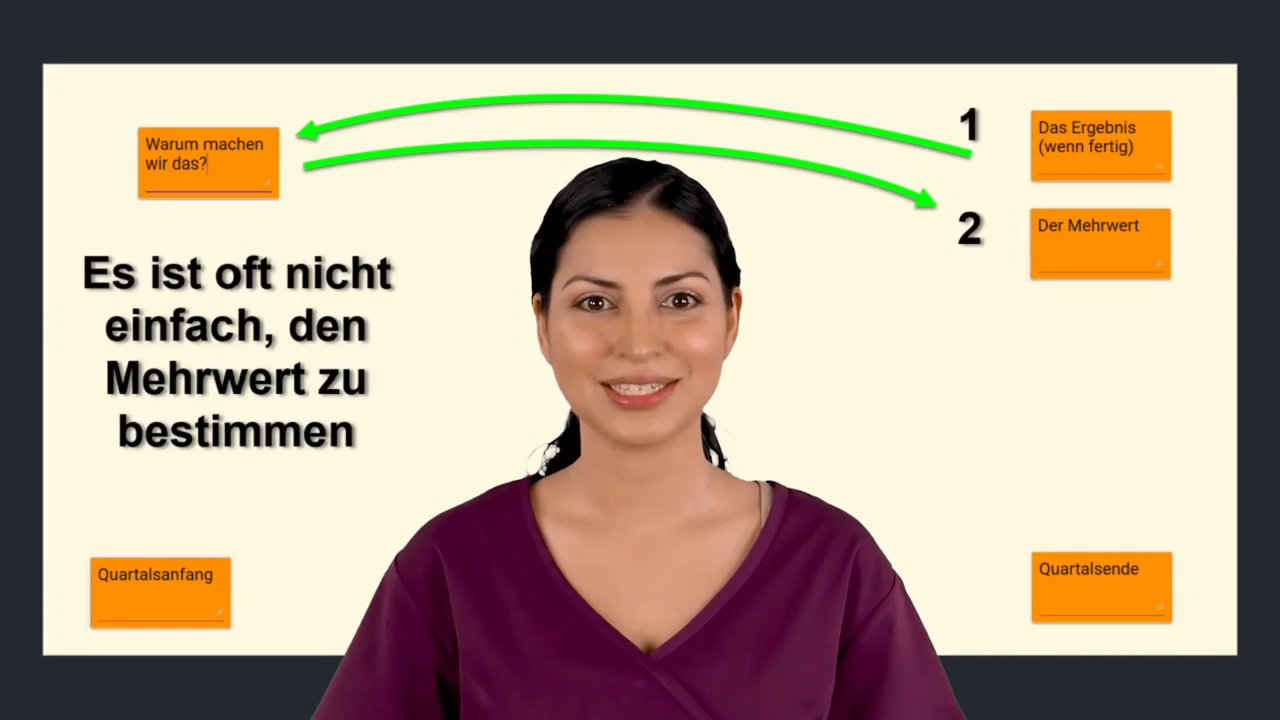 Warum machen
wir das?
1
Das Ergebnis
(wenn fertig)
2
Der Mehrwert
Es ist oft nicht
einfach, den
Mehrwert zu
bestimmen
Quartalsanfang
Quartalsende